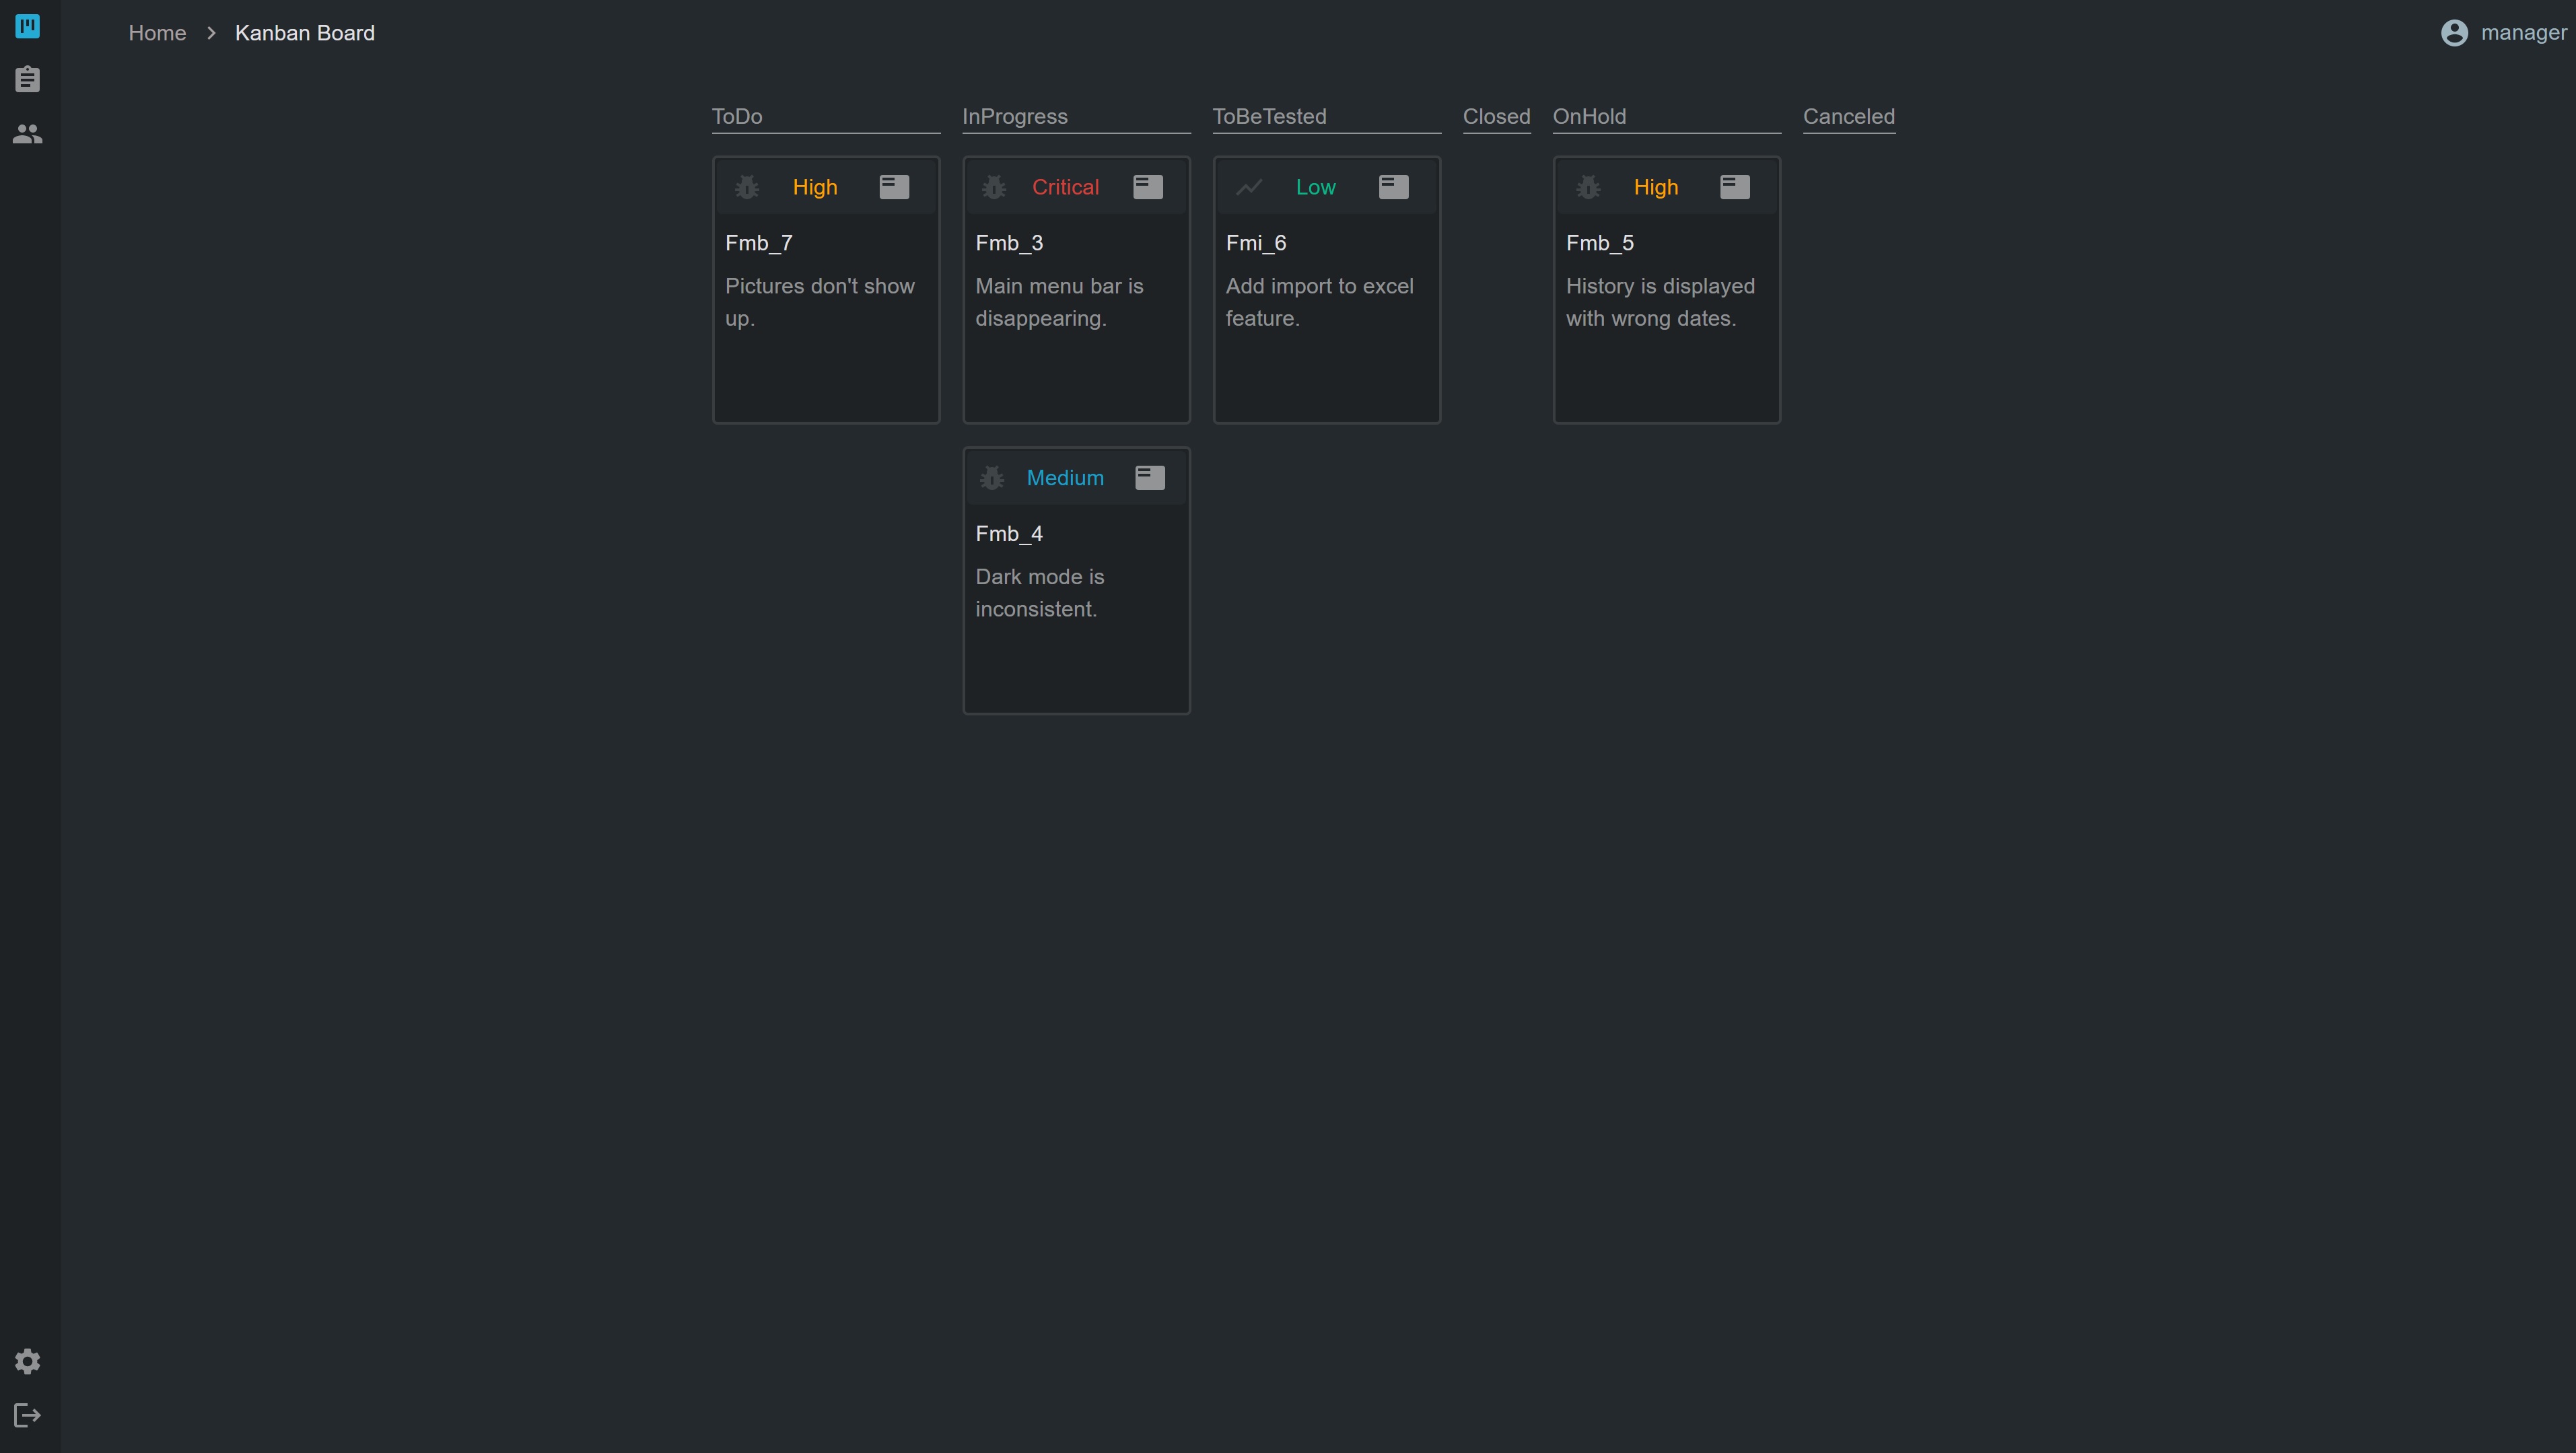 Home > Kanban Board
manager
ToDo
High
Fmb_7
Pictures don't show
up.
InProgress
Critical
Fmb_3
Main menu bar is
disappearing.
Medium
Fmb_4
Dark mode is
inconsistent.
ToBeTested
Low
Fmi_6
Add import to excel
feature.
Closed
OnHold
High
Fmb_5
History is displayed
with wrong dates.
Canceled